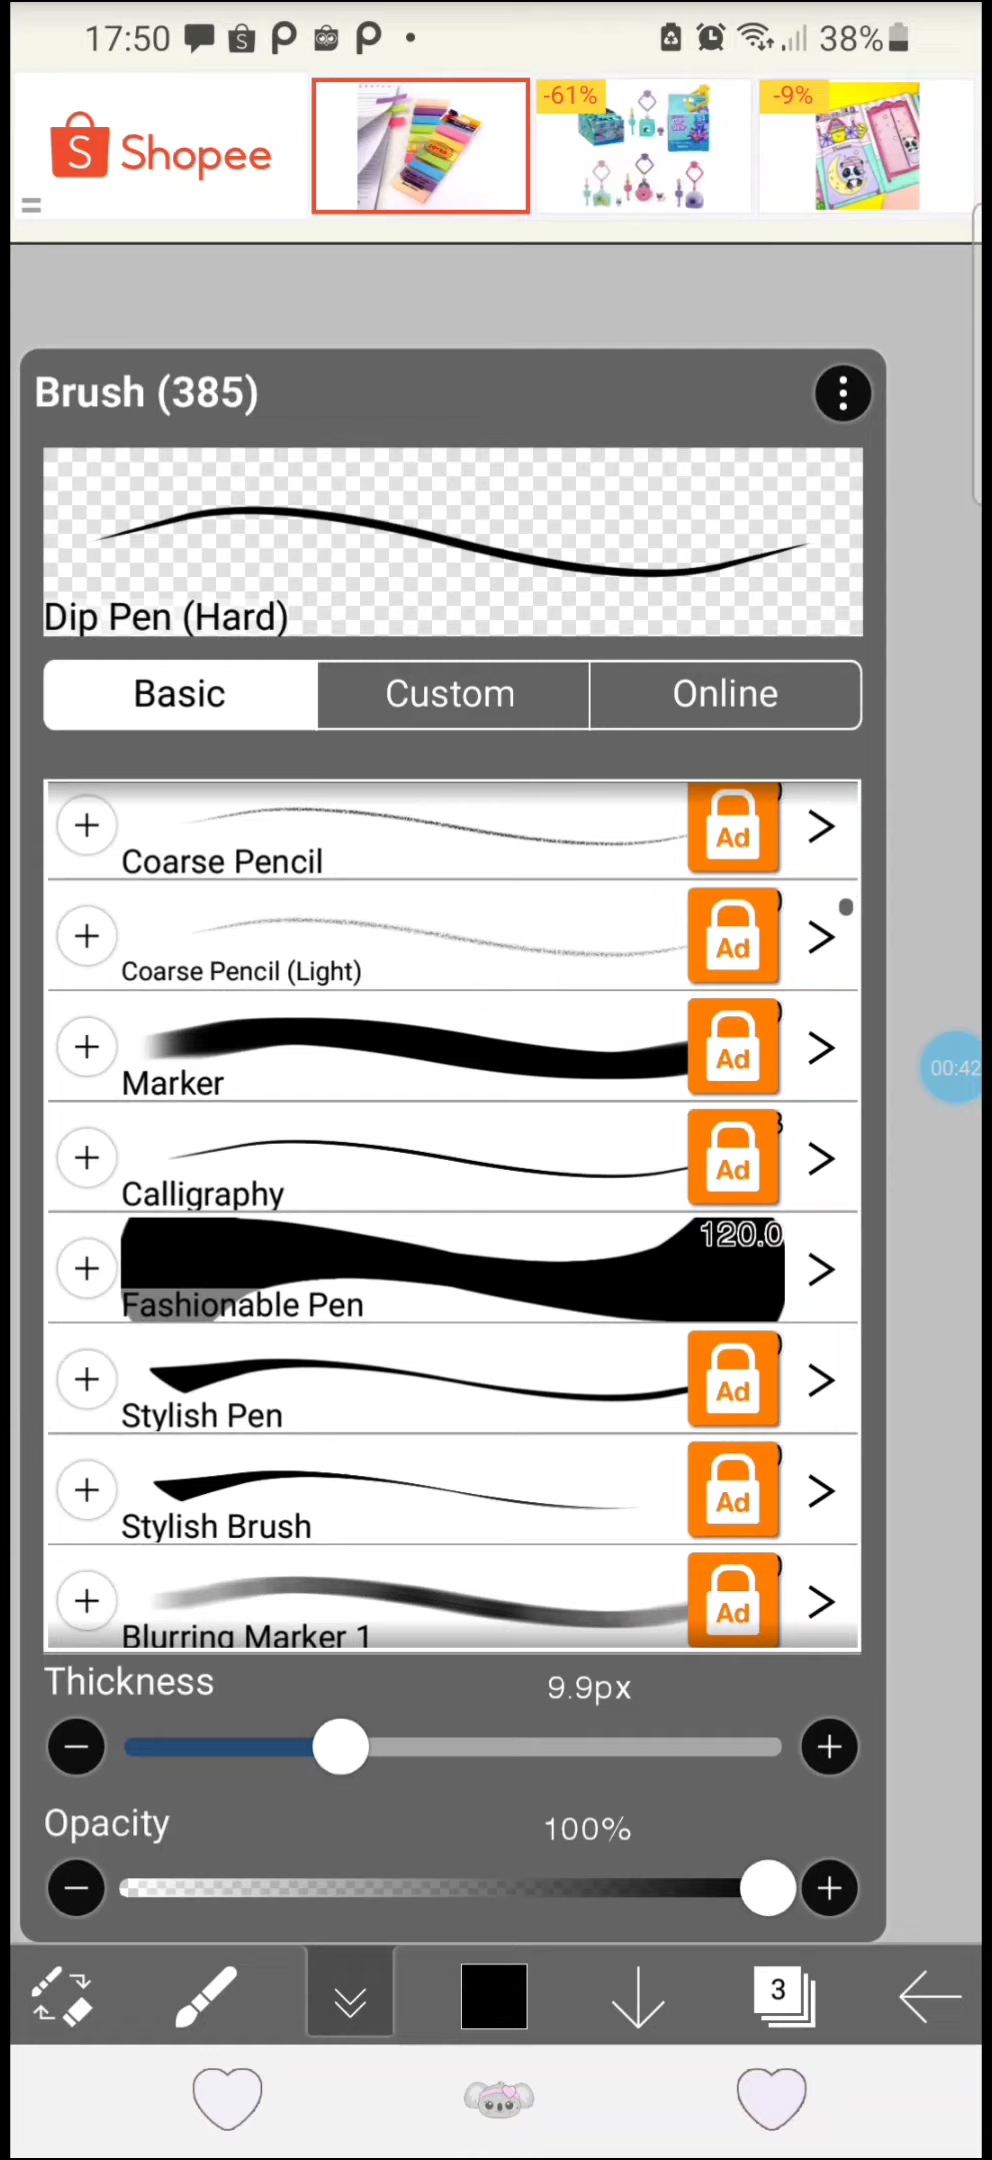 17:50
38%
Shopee
-61%
-9%
Brush (385)
Dip Pen (Hard)
Basic
Custom
Online
Ad
Coarse Pencil
Ad
Coarse Pencil (Light)
Ad
Marker
Ad
Calligraphy
120.0
Fashionable Pen
Ad
Stylish Pen
Ad
Stylish Brush
Ad
Blurring Marker 1
00:42
Thickness
9.9px
Opacity
100%
3